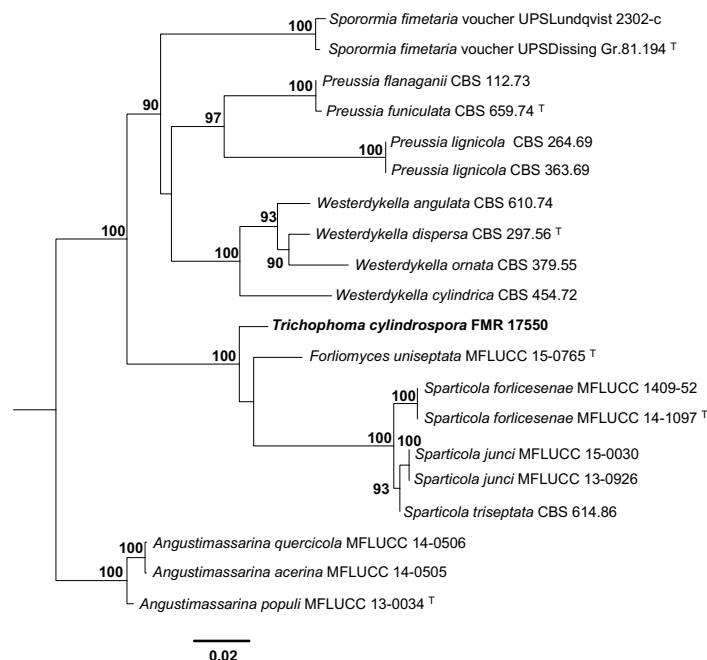 100
Sporormia fimetaria voucher UPSLundqvist 2302-c
Sporormia fimetaria voucher UPSDissing Gr.81.194 T
90
100
Preussia flanaganii CBS 112.73
Preussia funiculata CBS 659.74 T
97
100
Preussia lignicola CBS 264.69
Preussia lignicola CBS 363.69
Westerdykella angulata CBS 610.74
93
Westerdykella dispersa CBS 297.56 T
90
Westerdykella ornata CBS 379.55
100
Westerdykella cylindrica CBS 454.72
100
Trichophoma cylindrospora FMR 17550
100
Forliomyces uniseptata MFLUCC 15-0765 T
100
Sparticola forlicesenae MFLUCC 1409-52
Sparticola forlicesenae MFLUCC 14-1097 T
100
100
Sparticola junci MFLUCC 15-0030
Sparticola junci MFLUCC 13-0926
93
Sparticola triseptata CBS 614.86
100
Angustimassarina quercicola MFLUCC 14-0506
Angustimassarina acerina MFLUCC 14-0505
100
Angustimassarina populi MFLUCC 13-0034 T
0.02